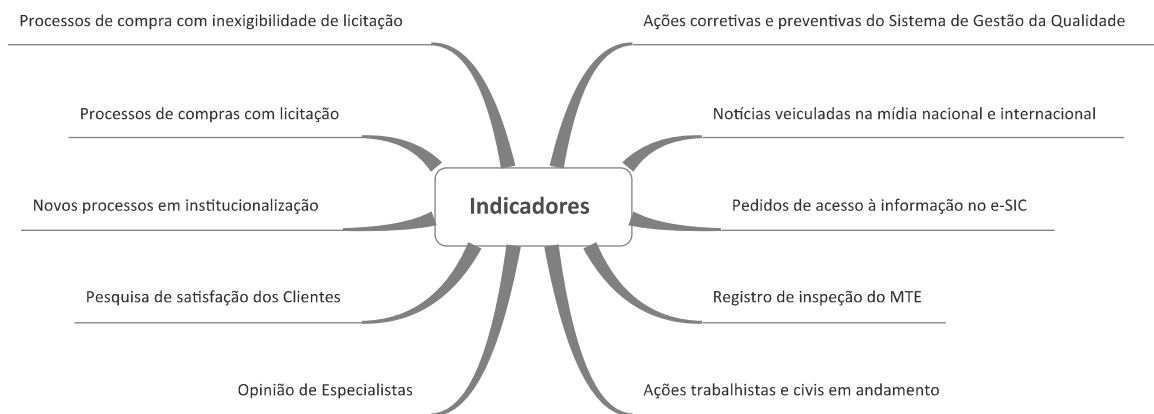 Processos de compra com inexigibilidade de licitação
Ações corretivas e preventivas do Sistema de Gestão da Qualidade
Processos de compras com licitação
Notícias veiculadas na mídia nacional e internacional
Novos processos em institucionalização
Indicadores
Pedidos de acesso à informação no e-SIC
Pesquisa de satisfação dos Clientes
Registro de inspeção do MTE
Opinião de Especialistas
Ações trabalhistas e civis em andamento